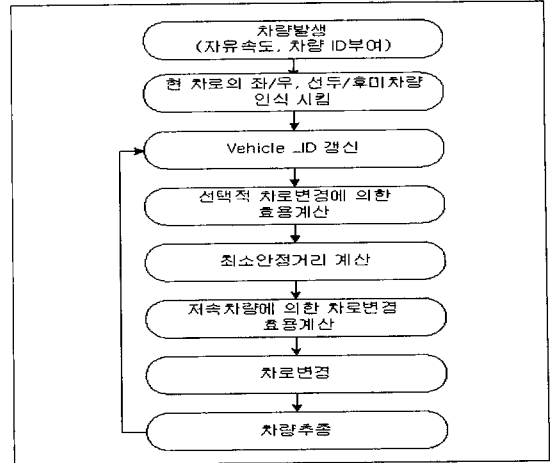 차량발생
(자유속도, 차량 ID부여)
현 차로의 좌/우, 선두/후미차량
인식 시킴
Vehicle _ID 갱신
선택적 차로변경에 의한
효용계산
최소안정거리 계산
저속차량에 의한 차로변경
효용계산
차로변경
차량추종